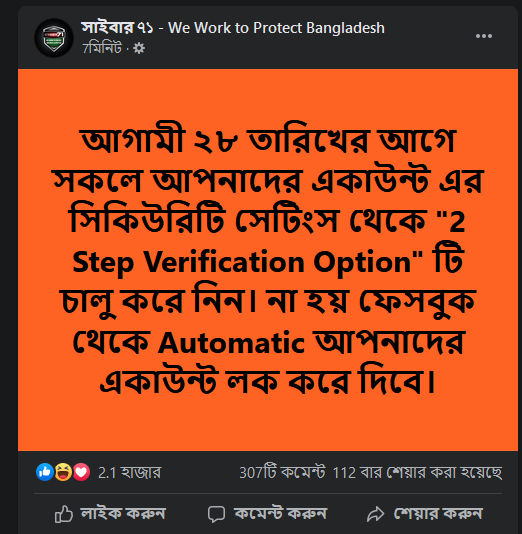 সাইবার ৭১ - We Work to Protect Bangladesh
7মিনিট ·
আগামী ২৮ তারিখের আগে
সকলে আপনাদের একাউন্ট এর
সিকিউরিটি সেটিংস থেকে "2
Step Verification Option" টি
চালু করে নিন। না হয় ফেসবুক
থেকে Automatic আপনাদের
একাউন্ট লক করে দিবে।
2.1 হাজার 307টি কমেন্ট 112 বার শেয়ার করা হয়েছে
লাইক করুন কমেন্ট করুন শেয়ার করুন